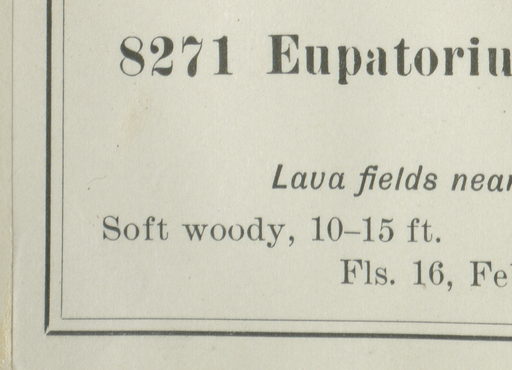 8271 Eupatoriu
Lava fields near
Soft woody, 10–15 ft.
Fls. 16, Fe